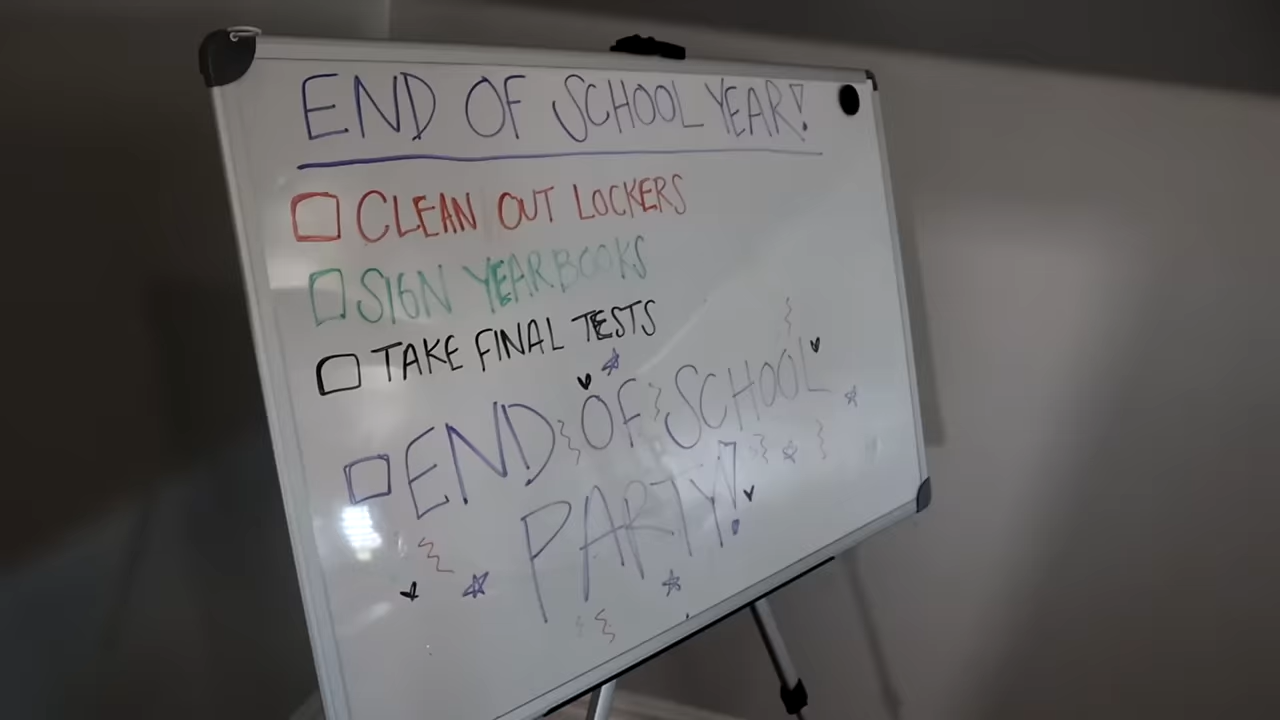 END OF SCHOOL YEAR!
CLEAN OUT LOCKERS
SIGN YEARBOOKS
TAKE FINAL TESTS
END OF SCHOOL
PARTY!